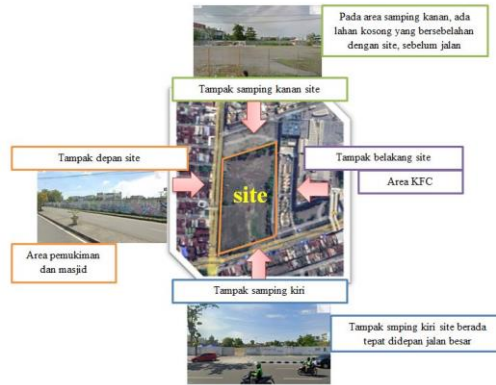 Pada area samping kanan, ada
lahan kosong yang bersebelahan
dengan site, sebelum jalan
Tampak samping kanan site
Tampak depan site
Tampak belakang site
Area KFC
site
Area pemukiman
dan masjid
Tampak samping kiri
Tampak smping kiri site berada
tepat didepan jalan besar